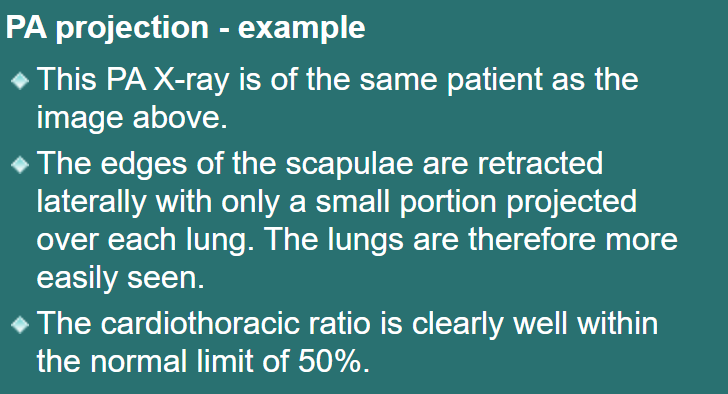 PA projection - example
This PA X-ray is of the same patient as the
image above.
The edges of the scapulae are retracted
laterally with only a small portion projected
over each lung. The lungs are therefore more
easily seen.
The cardiothoracic ratio is clearly well within
the normal limit of 50%.